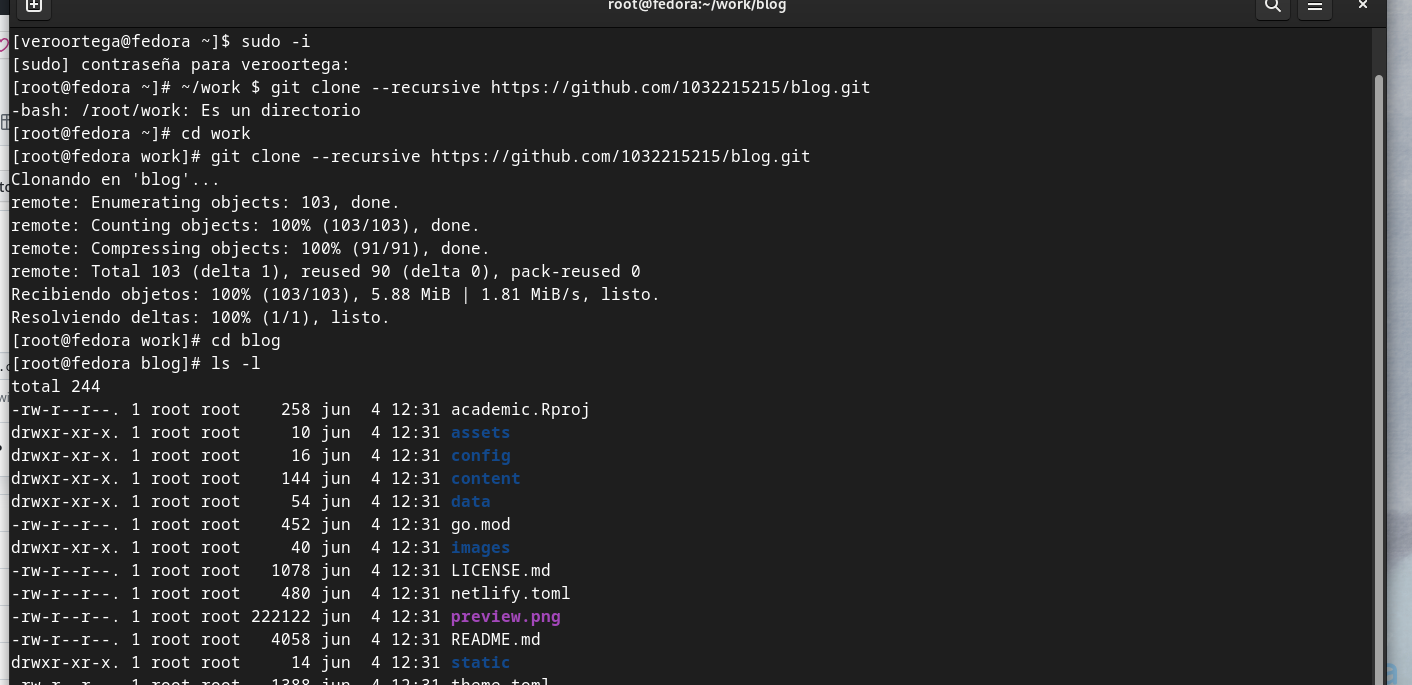 root@fedora:~/work/blog
[veroortega@fedora ~]$ sudo -i
[sudo] contraseña para veroortega:
[root@fedora ~]# ~/work $ git clone --recursive https://github.com/1032215215/blog.git
-bash: /root/work: Es un directorio
[root@fedora ~]# cd work
[root@fedora work]# git clone --recursive https://github.com/1032215215/blog.git
Clonando en 'blog'...
remote: Enumerating objects: 103, done.
remote: Counting objects: 100% (103/103), done.
remote: Compressing objects: 100% (91/91), done.
remote: Total 103 (delta 1), reused 90 (delta 0), pack-reused 0
Recibiendo objetos: 100% (103/103), 5.88 MiB | 1.81 MiB/s, listo.
Resolviendo deltas: 100% (1/1), listo.
[root@fedora work]# cd blog
[root@fedora blog]# ls -l
total 244
-rw-r--r--. 1 root root    258 jun  4 12:31 academic.Rproj
drwxr-xr-x. 1 root root     10 jun  4 12:31 assets
drwxr-xr-x. 1 root root     16 jun  4 12:31 config
drwxr-xr-x. 1 root root    144 jun  4 12:31 content
drwxr-xr-x. 1 root root     54 jun  4 12:31 data
-rw-r--r--. 1 root root    452 jun  4 12:31 go.mod
drwxr-xr-x. 1 root root     40 jun  4 12:31 images
-rw-r--r--. 1 root root   1078 jun  4 12:31 LICENSE.md
-rw-r--r--. 1 root root    480 jun  4 12:31 netlify.toml
-rw-r--r--. 1 root root 222122 jun  4 12:31 preview.png
-rw-r--r--. 1 root root   4058 jun  4 12:31 README.md
drwxr-xr-x. 1 root root     14 jun  4 12:31 static
-rw-r--r--. 1 root root   1388 jun  4 12:31 theme.toml